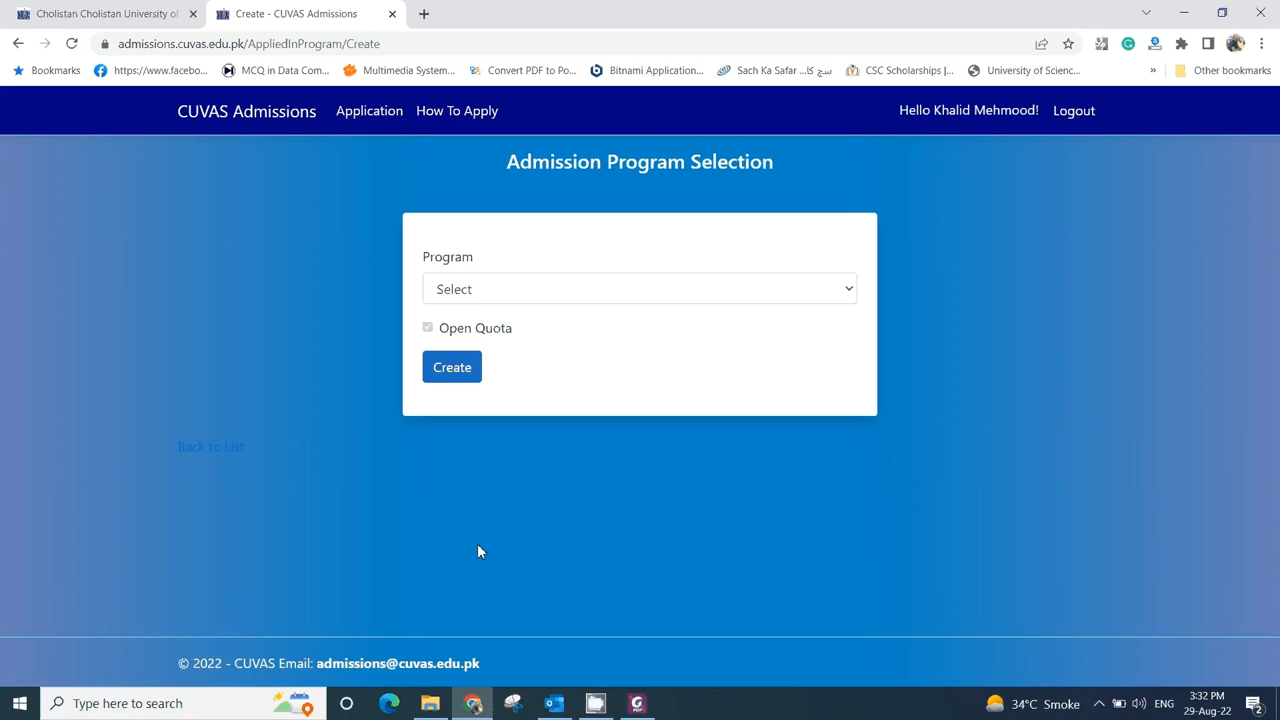 Cholistan Cholistan University of
Create - CUVAS Admissions
admissions.cuvas.edu.pk/AppliedInProgram/Create
Bookmarks
https://www.facebo...
MCQ in Data Com...
Multimedia System...
Convert PDF to Po...
Bitnami Application...
Sach Ka Safar ...سچ کا
CSC Scholarships |...
University of Scienc...
»
Other bookmarks
CUVAS Admissions
Application
How To Apply
Hello Khalid Mehmood!
Logout
Admission Program Selection
Program
Select
Open Quota
Create
Back to List
© 2022 - CUVAS Email: admissions@cuvas.edu.pk
Type here to search
34°C Smoke
ENG
3:32 PM
29-Aug-22
2